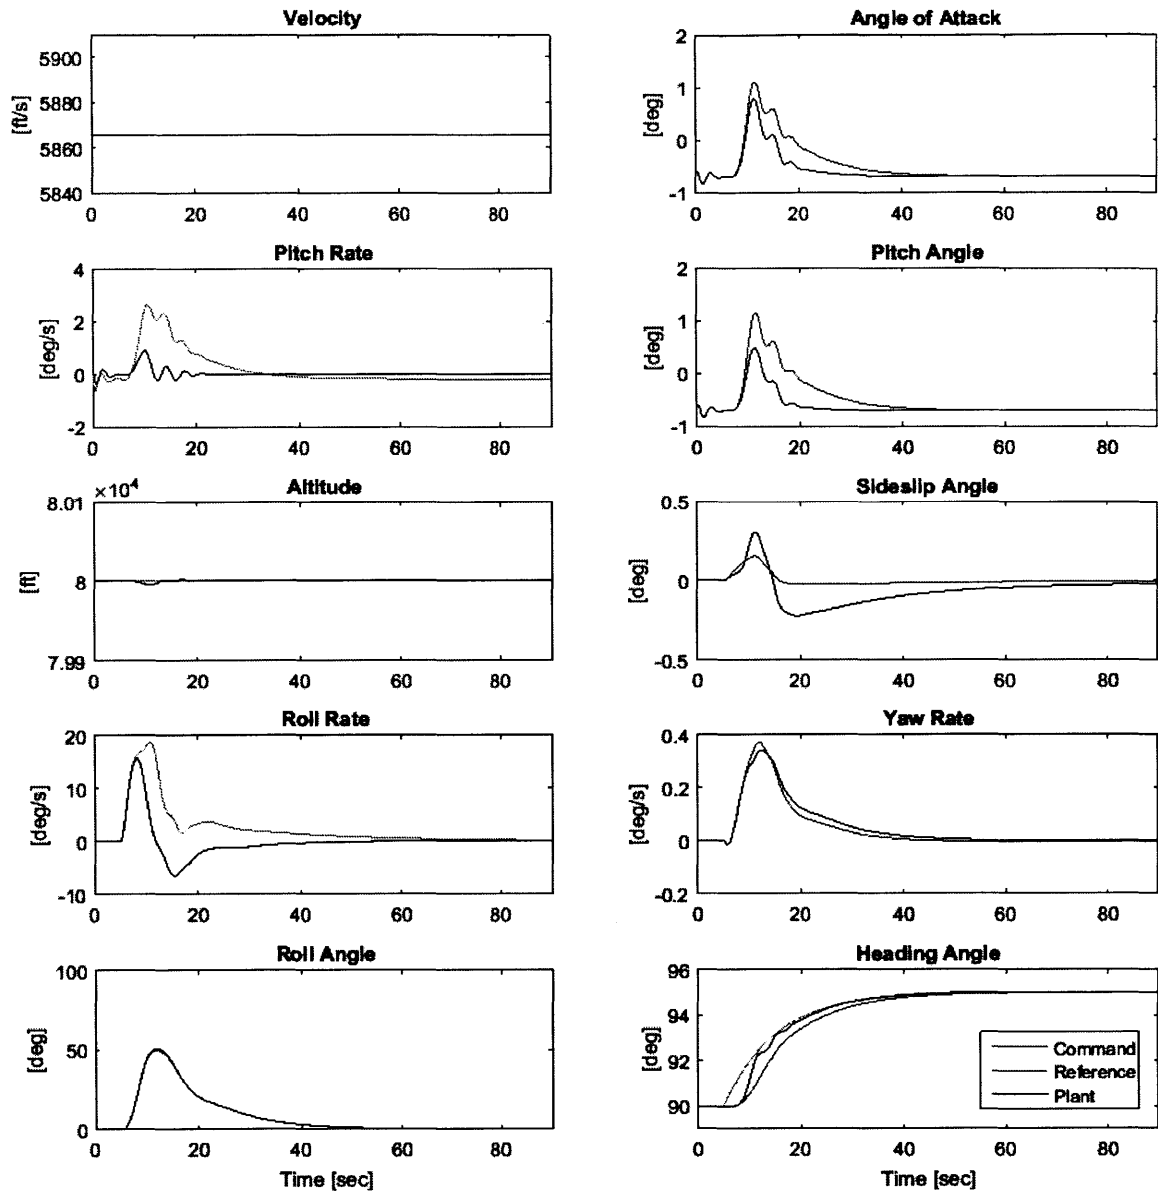 Velocity
[ft/s]
5900
5880
5860
5840
0 20 40 60 80
Angle of Attack
[deg]
2
1
0
-1
0 20 40 60 80
Pitch Rate
[deg/s]
4
2
0
-2
0 20 40 60 80
Pitch Angle
[deg]
2
1
0
-1
0 20 40 60 80
Altitude
×10⁴
[ft]
8.01
8
7.99
0 20 40 60 80
Sideslip Angle
[deg]
0.5
0
-0.5
0 20 40 60 80
Roll Rate
[deg/s]
20
10
0
-10
0 20 40 60 80
Yaw Rate
[deg/s]
0.4
0.2
0
-0.2
0 20 40 60 80
Roll Angle
[deg]
100
50
0
0 20 40 60 80
Time [sec]
Heading Angle
[deg]
96
94
92
90
0 20 40 60 80
Time [sec]
Command
Reference
Plant